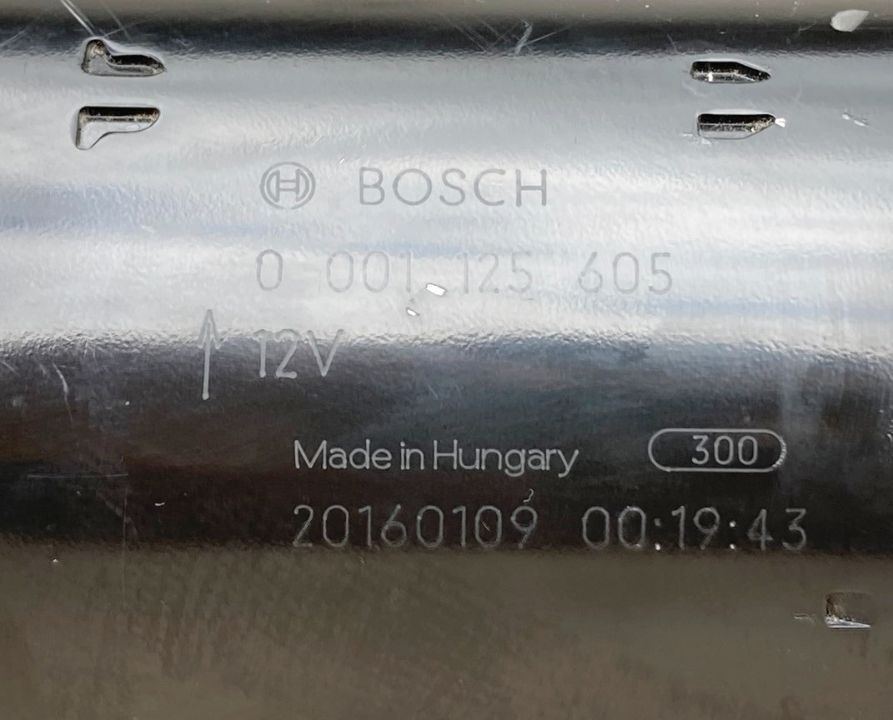 BOSCH
0 001 125 605
12V
Made in Hungary 300
20160109 00:19:43